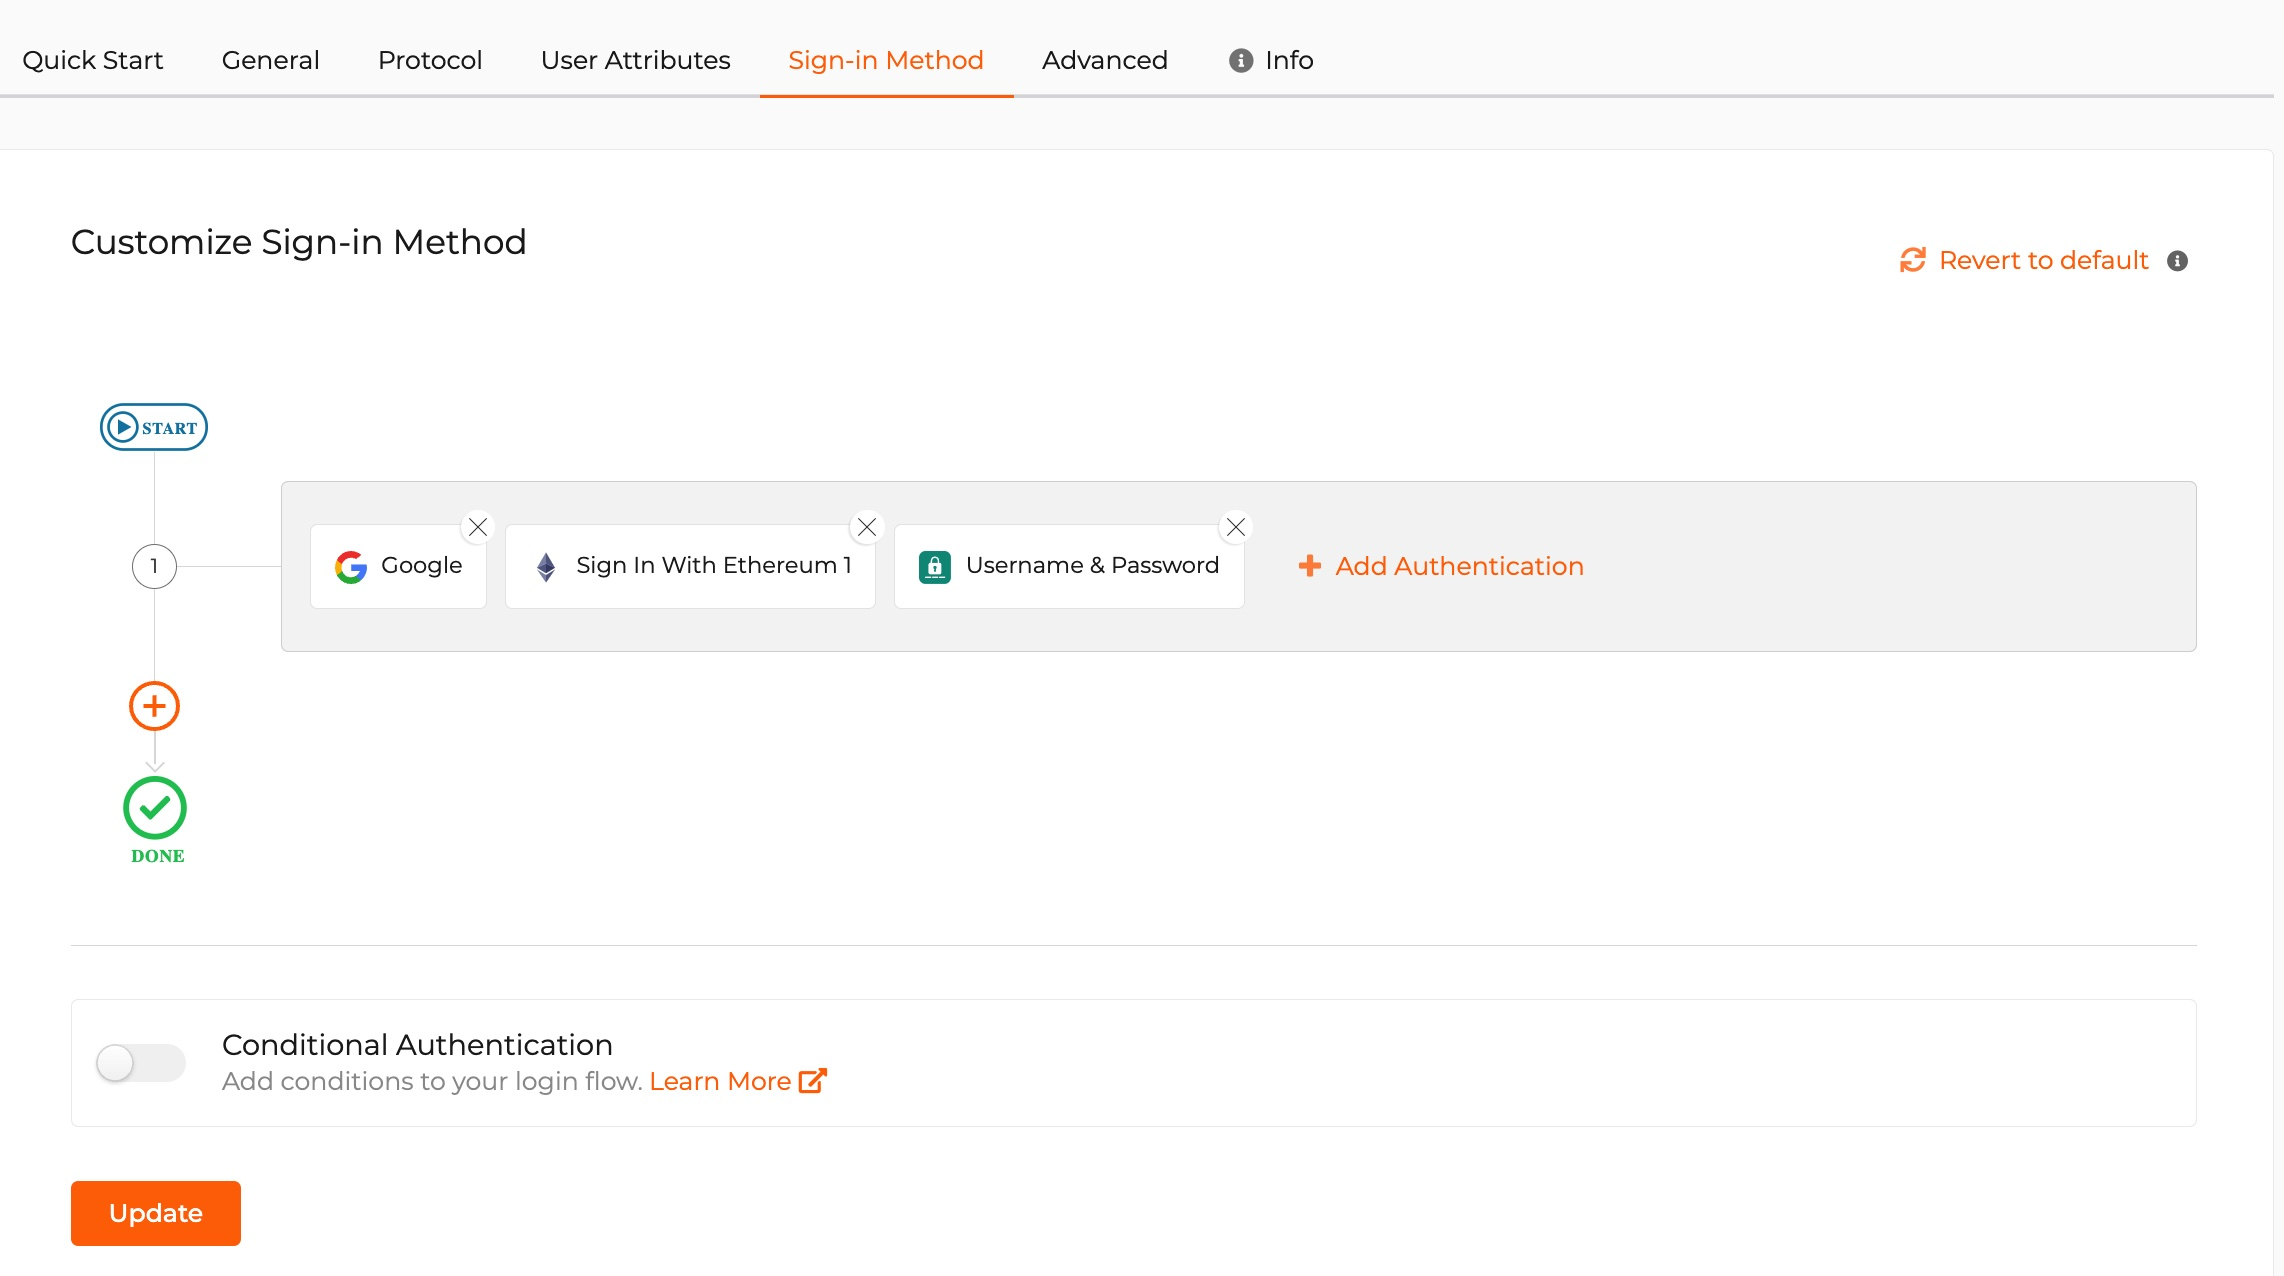 Quick Start General Protocol User Attributes Sign-in Method Advanced Info
Customize Sign-in Method
Revert to default
START
1
Google
Sign In With Ethereum 1
Username & Password
Add Authentication
DONE
Conditional Authentication
Add conditions to your login flow. Learn More
Update